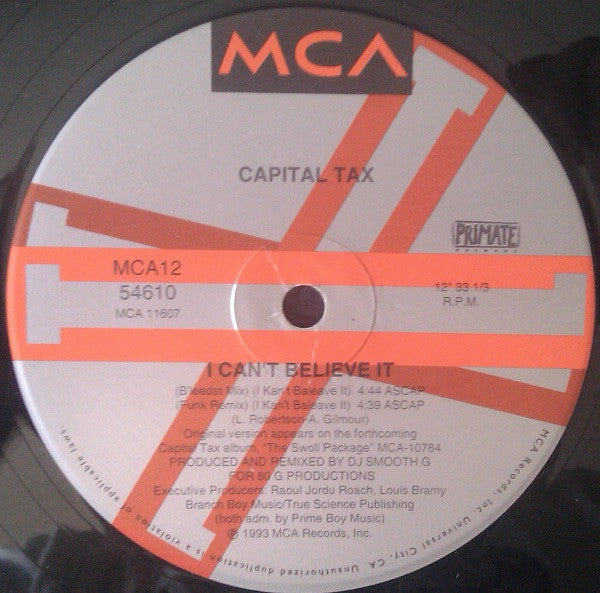 MCA
CAPITAL TAX
PRIMATE
RECORDS
MCA12
54610
MCA 11607
12" 33 1/3
R.P.M.
I CAN'T BELIEVE IT
(B'leedat Mix) (I Kan't Baleave It) 4:44 ASCAP
(Funk Remix) (I Kan't Baleave It) 4:39 ASCAP
(L. Robertson-A. Gilmour)
Original version appears on the forthcoming
Capital Tax album, "The Swoll Package" MCA-10784
PRODUCED AND REMIXED BY DJ SMOOTH G
FOR 80 G PRODUCTIONS
Executive Producers: Raoul Jordu Roach, Louis Bramy
Branch Boy Music/True Science Publishing
(both adm. by Prime Boy Music)
℗ 1993 MCA Records, Inc.
MCA Records, Inc. Universal City, CA. Unauthorized duplication is a violation of applicable laws.